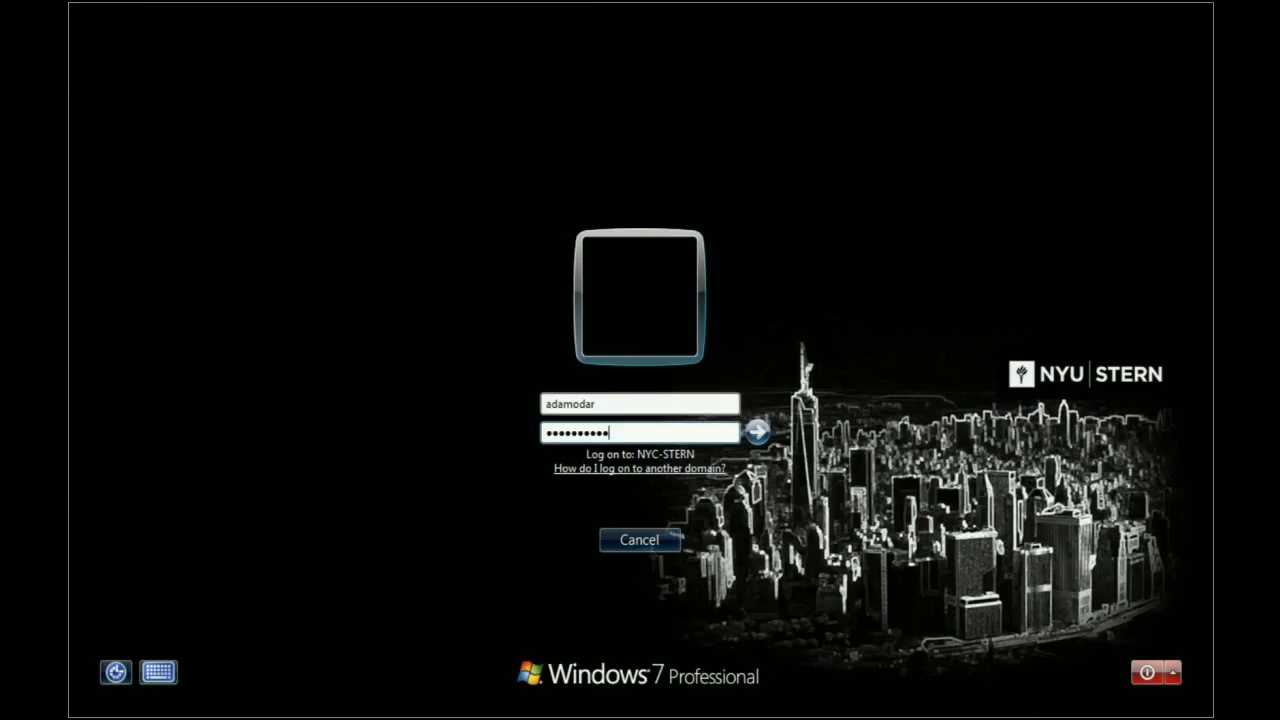 NYU STERN
adamodar
••••••••••
Log on to: NYC-STERN
How do I log on to another domain?
Cancel
Windows 7 Professional